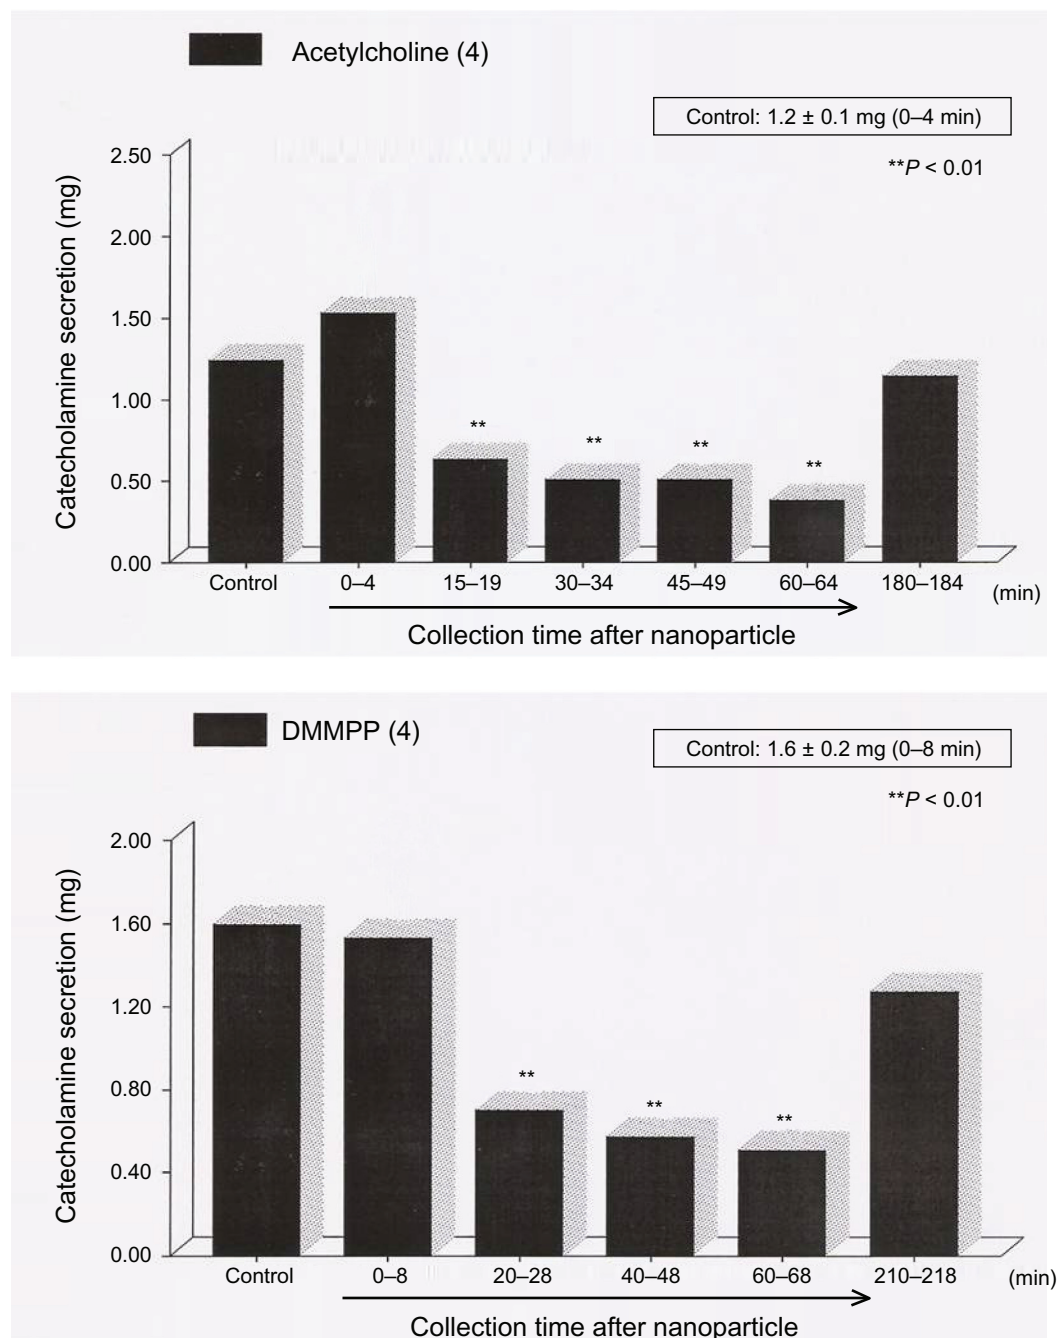 Acetylcholine (4)
Control: 1.2 ± 0.1 mg (0–4 min)
**P < 0.01
Catecholamine secretion (mg)
2.50
2.00
1.50
1.00
0.50
0.00
** ** ** **
Control 0–4 15–19 30–34 45–49 60–64 180–184 (min)
Collection time after nanoparticle
DMMPP (4)
Control: 1.6 ± 0.2 mg (0–8 min)
**P < 0.01
Catecholamine secretion (mg)
2.00
1.60
1.20
0.80
0.40
0.00
** ** **
Control 0–8 20–28 40–48 60–68 210–218 (min)
Collection time after nanoparticle